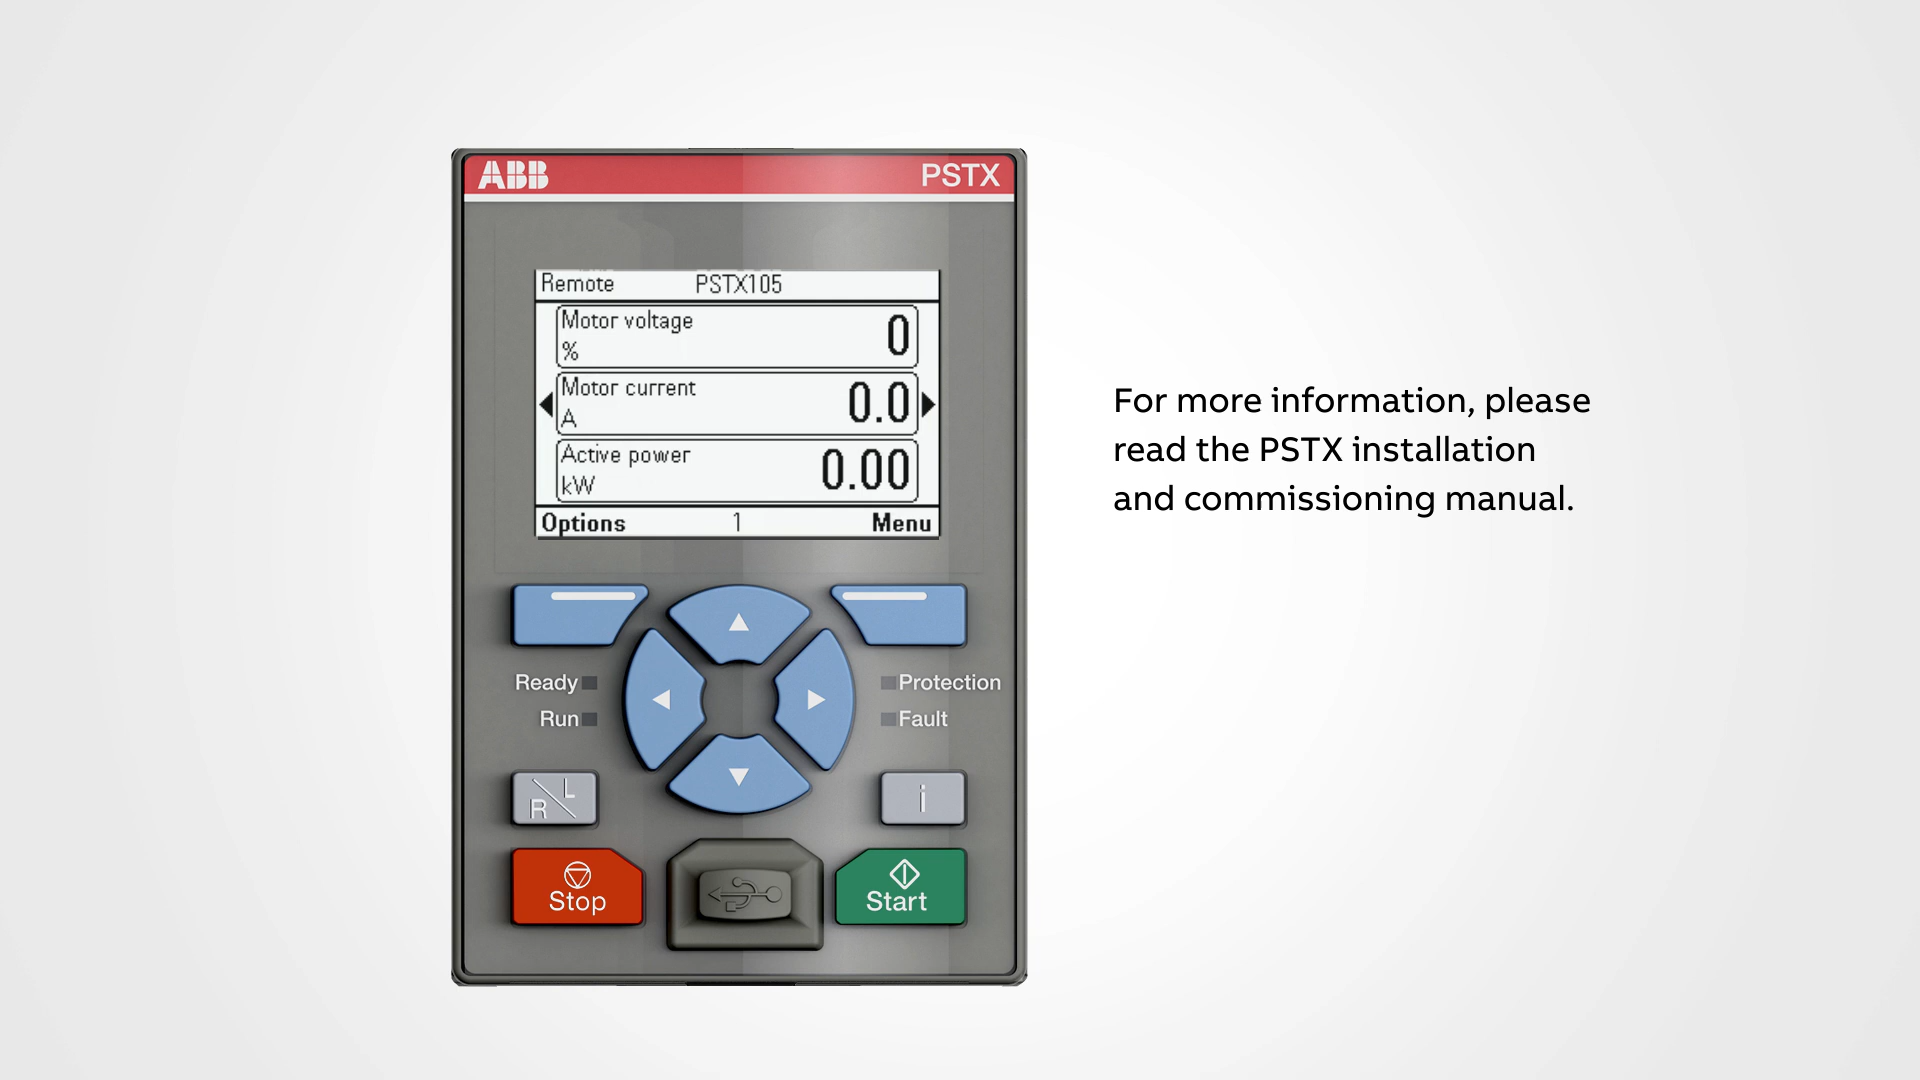 ABB PSTX
Remote PSTX105
Motor voltage
% 0
Motor current
A 0.0
Active power
kW 0.00
Options 1 Menu
Ready Protection
Run Fault
R L i
Stop Start
For more information, please
read the PSTX installation
and commissioning manual.